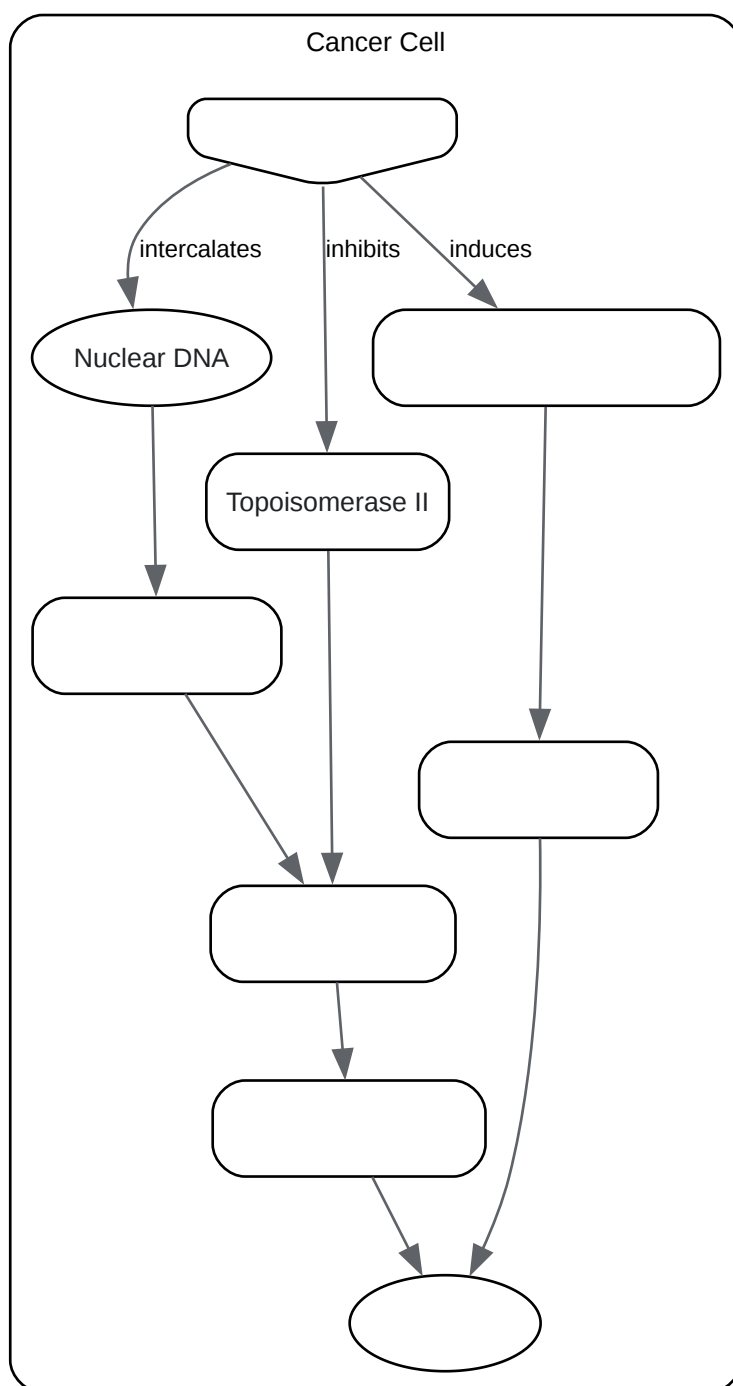 Cancer Cell
intercalates
inhibits
induces
Nuclear DNA
Topoisomerase II